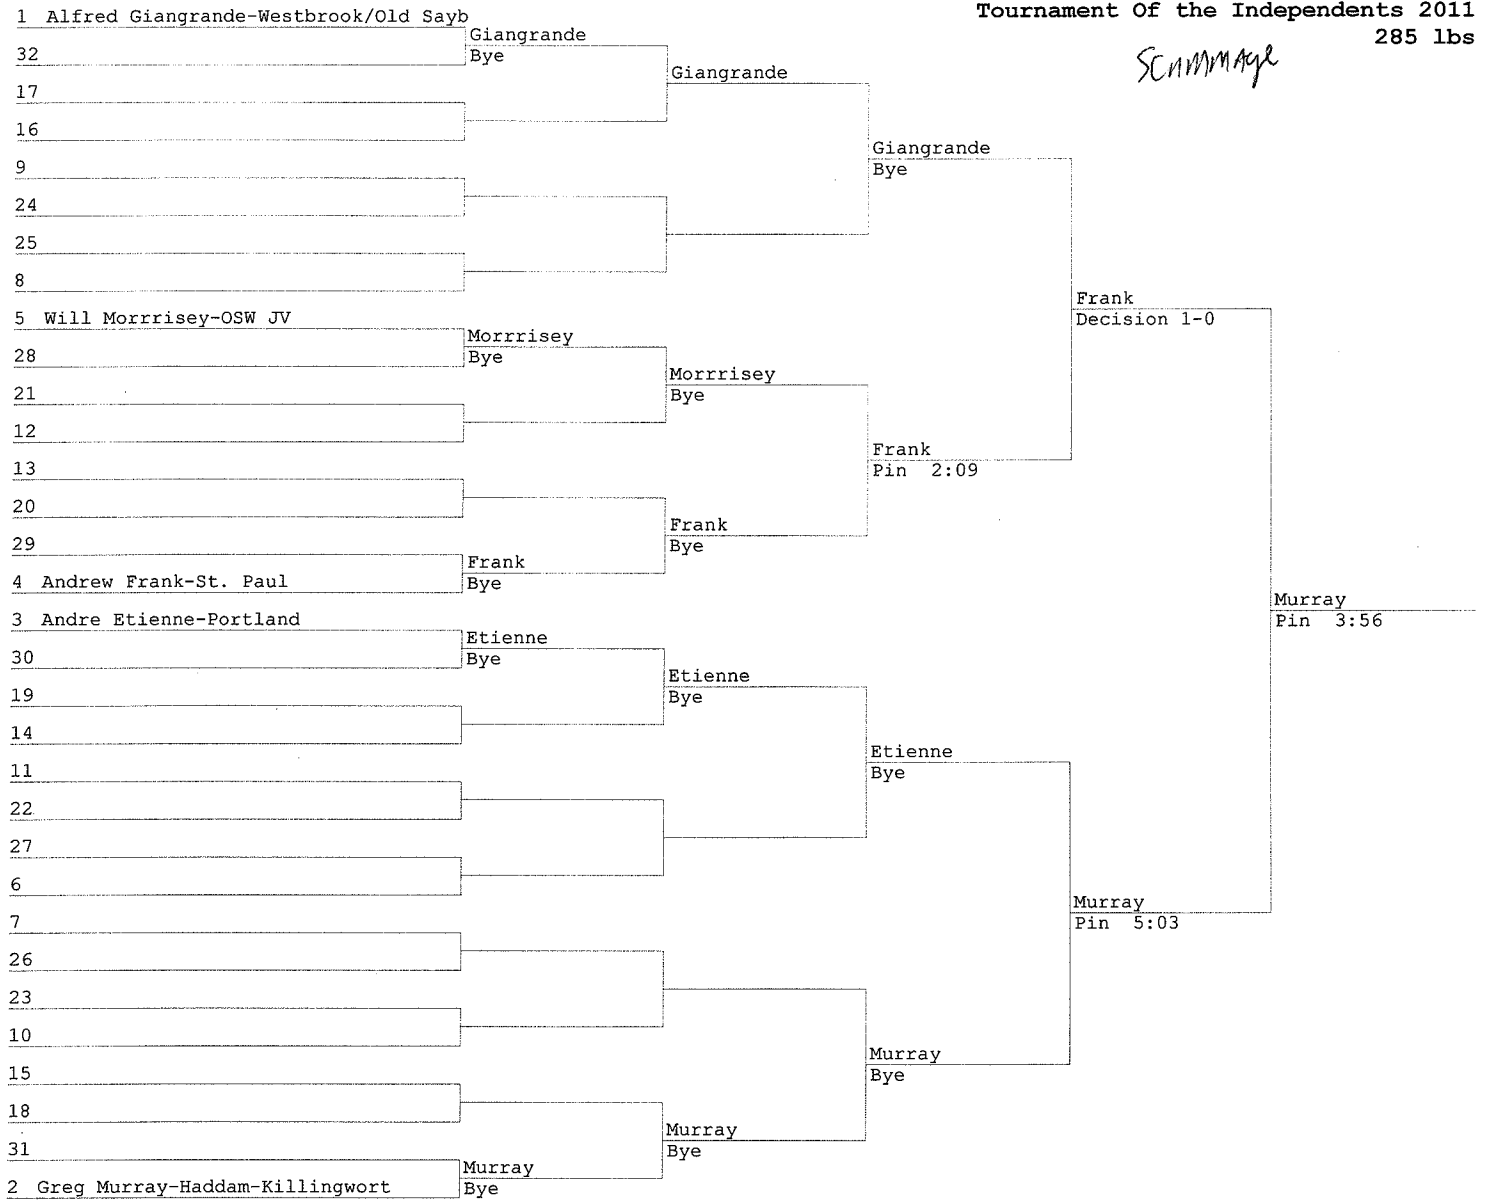 Tournament Of the Independents 2011
285 lbs
Scrimmage
1 Alfred Giangrande-Westbrook/Old Sayb
Giangrande
32
Bye
Giangrande
17
16
Giangrande
9
Bye
24
25
8
Frank
5 Will Morrrisey-OSW JV
Decision 1-0
Morrrisey
28
Bye
Morrrisey
21
Bye
12
Frank
13
Pin 2:09
20
Frank
29
Bye
Frank
4 Andrew Frank-St. Paul
Bye
Murray
3 Andre Etienne-Portland
Pin 3:56
Etienne
30
Bye
Etienne
19
Bye
14
Etienne
11
Bye
22
27
6
Murray
7
Pin 5:03
26
23
10
Murray
15
Bye
18
Murray
31
Bye
Murray
2 Greg Murray-Haddam-Killingwort
Bye